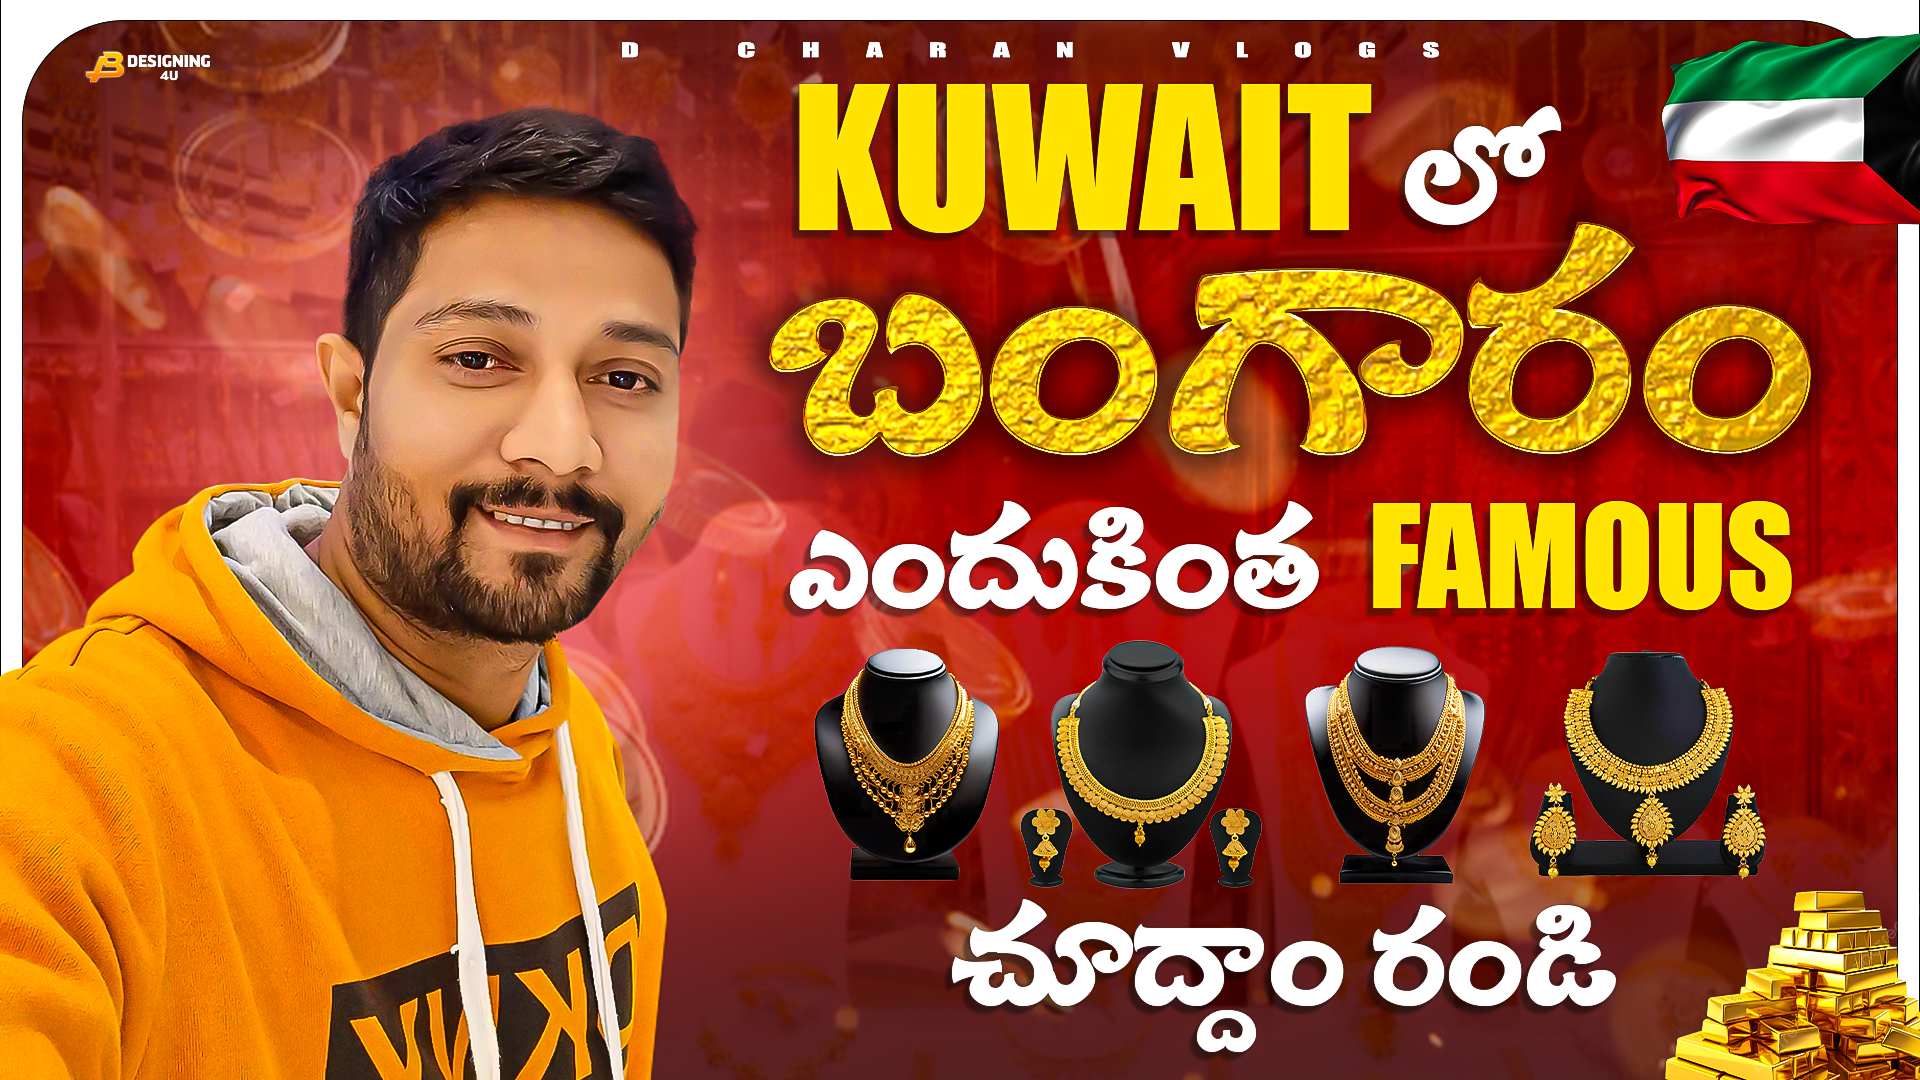 DESIGNING
4U
D CHARAN VLOGS
KUWAIT లో
బంగారం
ఎందుకింత FAMOUS
చూద్దాం రండి